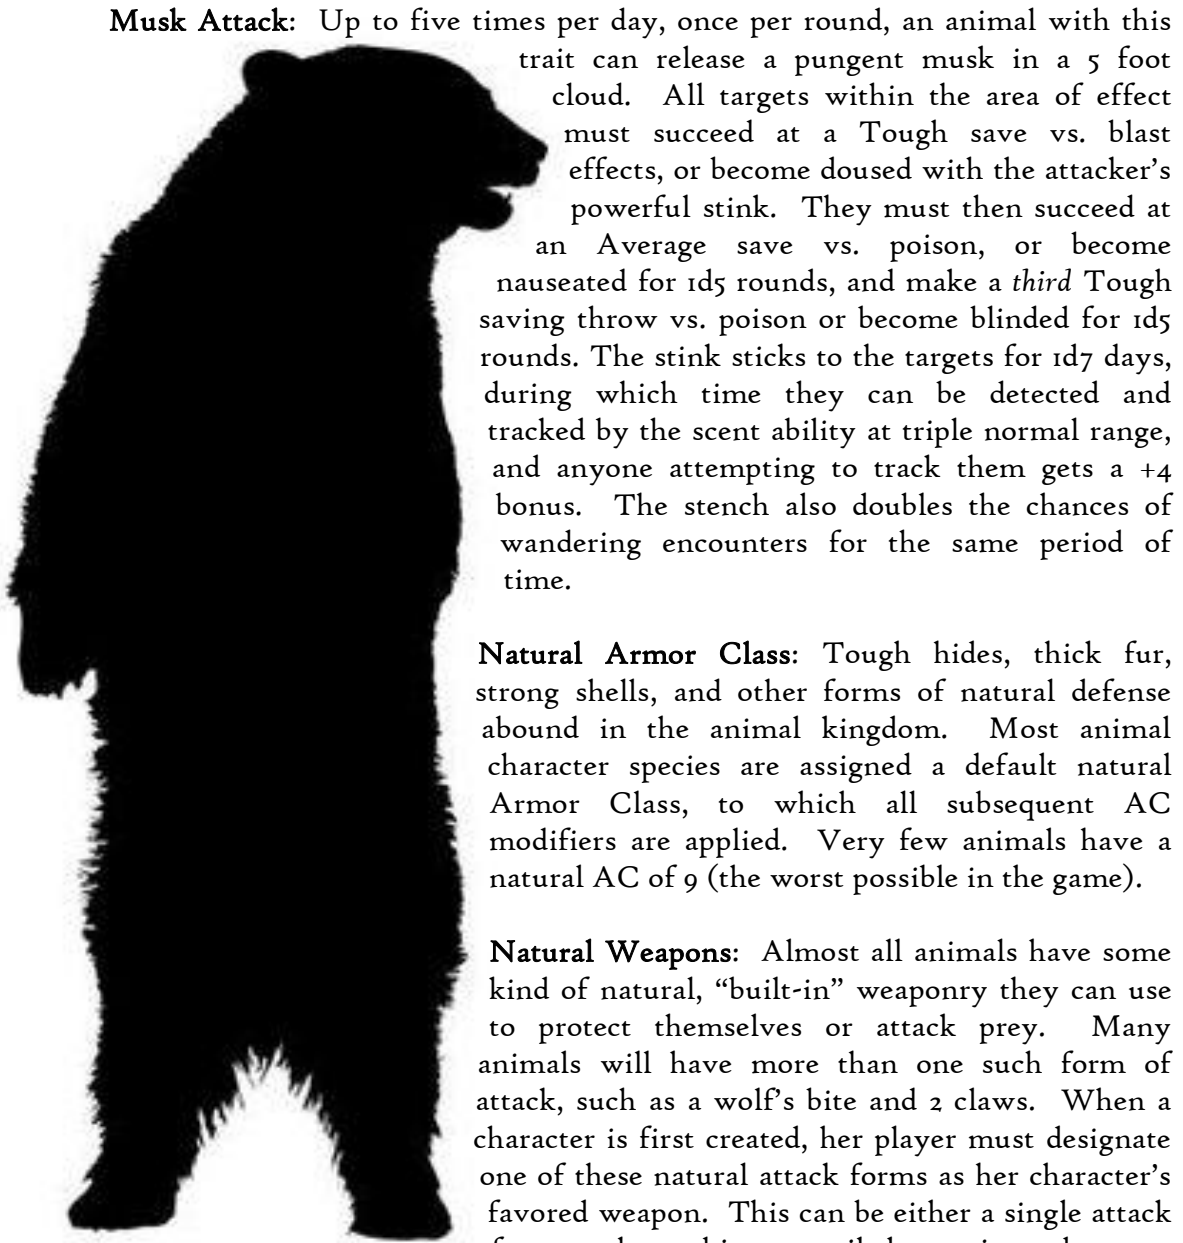 Musk Attack: Up to five times per day, once per round, an animal with this
trait can release a pungent musk in a 5 foot
cloud. All targets within the area of effect
must succeed at a Tough save vs. blast
effects, or become doused with the attacker’s
powerful stink. They must then succeed at
an Average save vs. poison, or become
nauseated for 1d5 rounds, and make a third Tough
saving throw vs. poison or become blinded for 1d5
rounds. The stink sticks to the targets for 1d7 days,
during which time they can be detected and
tracked by the scent ability at triple normal range,
and anyone attempting to track them gets a +4
bonus. The stench also doubles the chances of
wandering encounters for the same period of
time.
Natural Armor Class: Tough hides, thick fur,
strong shells, and other forms of natural defense
abound in the animal kingdom. Most animal
character species are assigned a default natural
Armor Class, to which all subsequent AC
modifiers are applied. Very few animals have a
natural AC of 9 (the worst possible in the game).
Natural Weapons: Almost all animals have some
kind of natural, “built-in” weaponry they can use
to protect themselves or attack prey. Many
animals will have more than one such form of
attack, such as a wolf’s bite and 2 claws. When a
character is first created, her player must designate
one of these natural attack forms as her character’s
favored weapon. This can be either a single attack